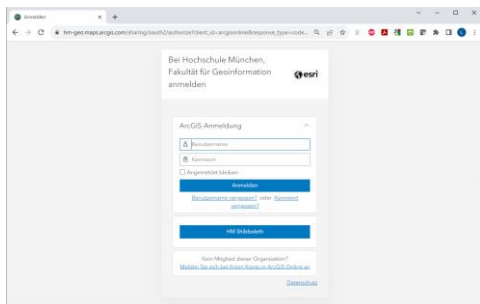 Anmelden
hm-geo.maps.arcgis.com/sharing/oauth2/authorize?client_id=arcgisonline&response_type=code...
Bei Hochschule München,
Fakultät für Geoinformation
anmelden
esri
ArcGIS-Anmeldung
Benutzername
Kennwort
Angemeldet bleiben
Anmelden
Benutzername vergessen? oder Kennwort
vergessen?
HM Shibboleth
Kein Mitglied dieser Organisation?
Melden Sie sich bei Ihrem Konto in ArcGIS Online an
Datenschutz